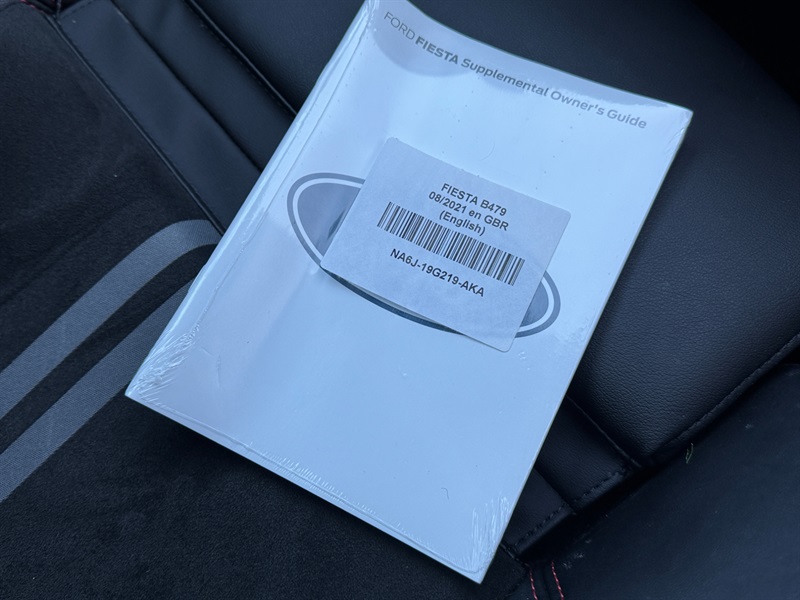 FORD FIESTA Supplemental Owner's Guide
FIESTA B479
08/2021 en GBR
(English)
NA6J-19G219-AKA